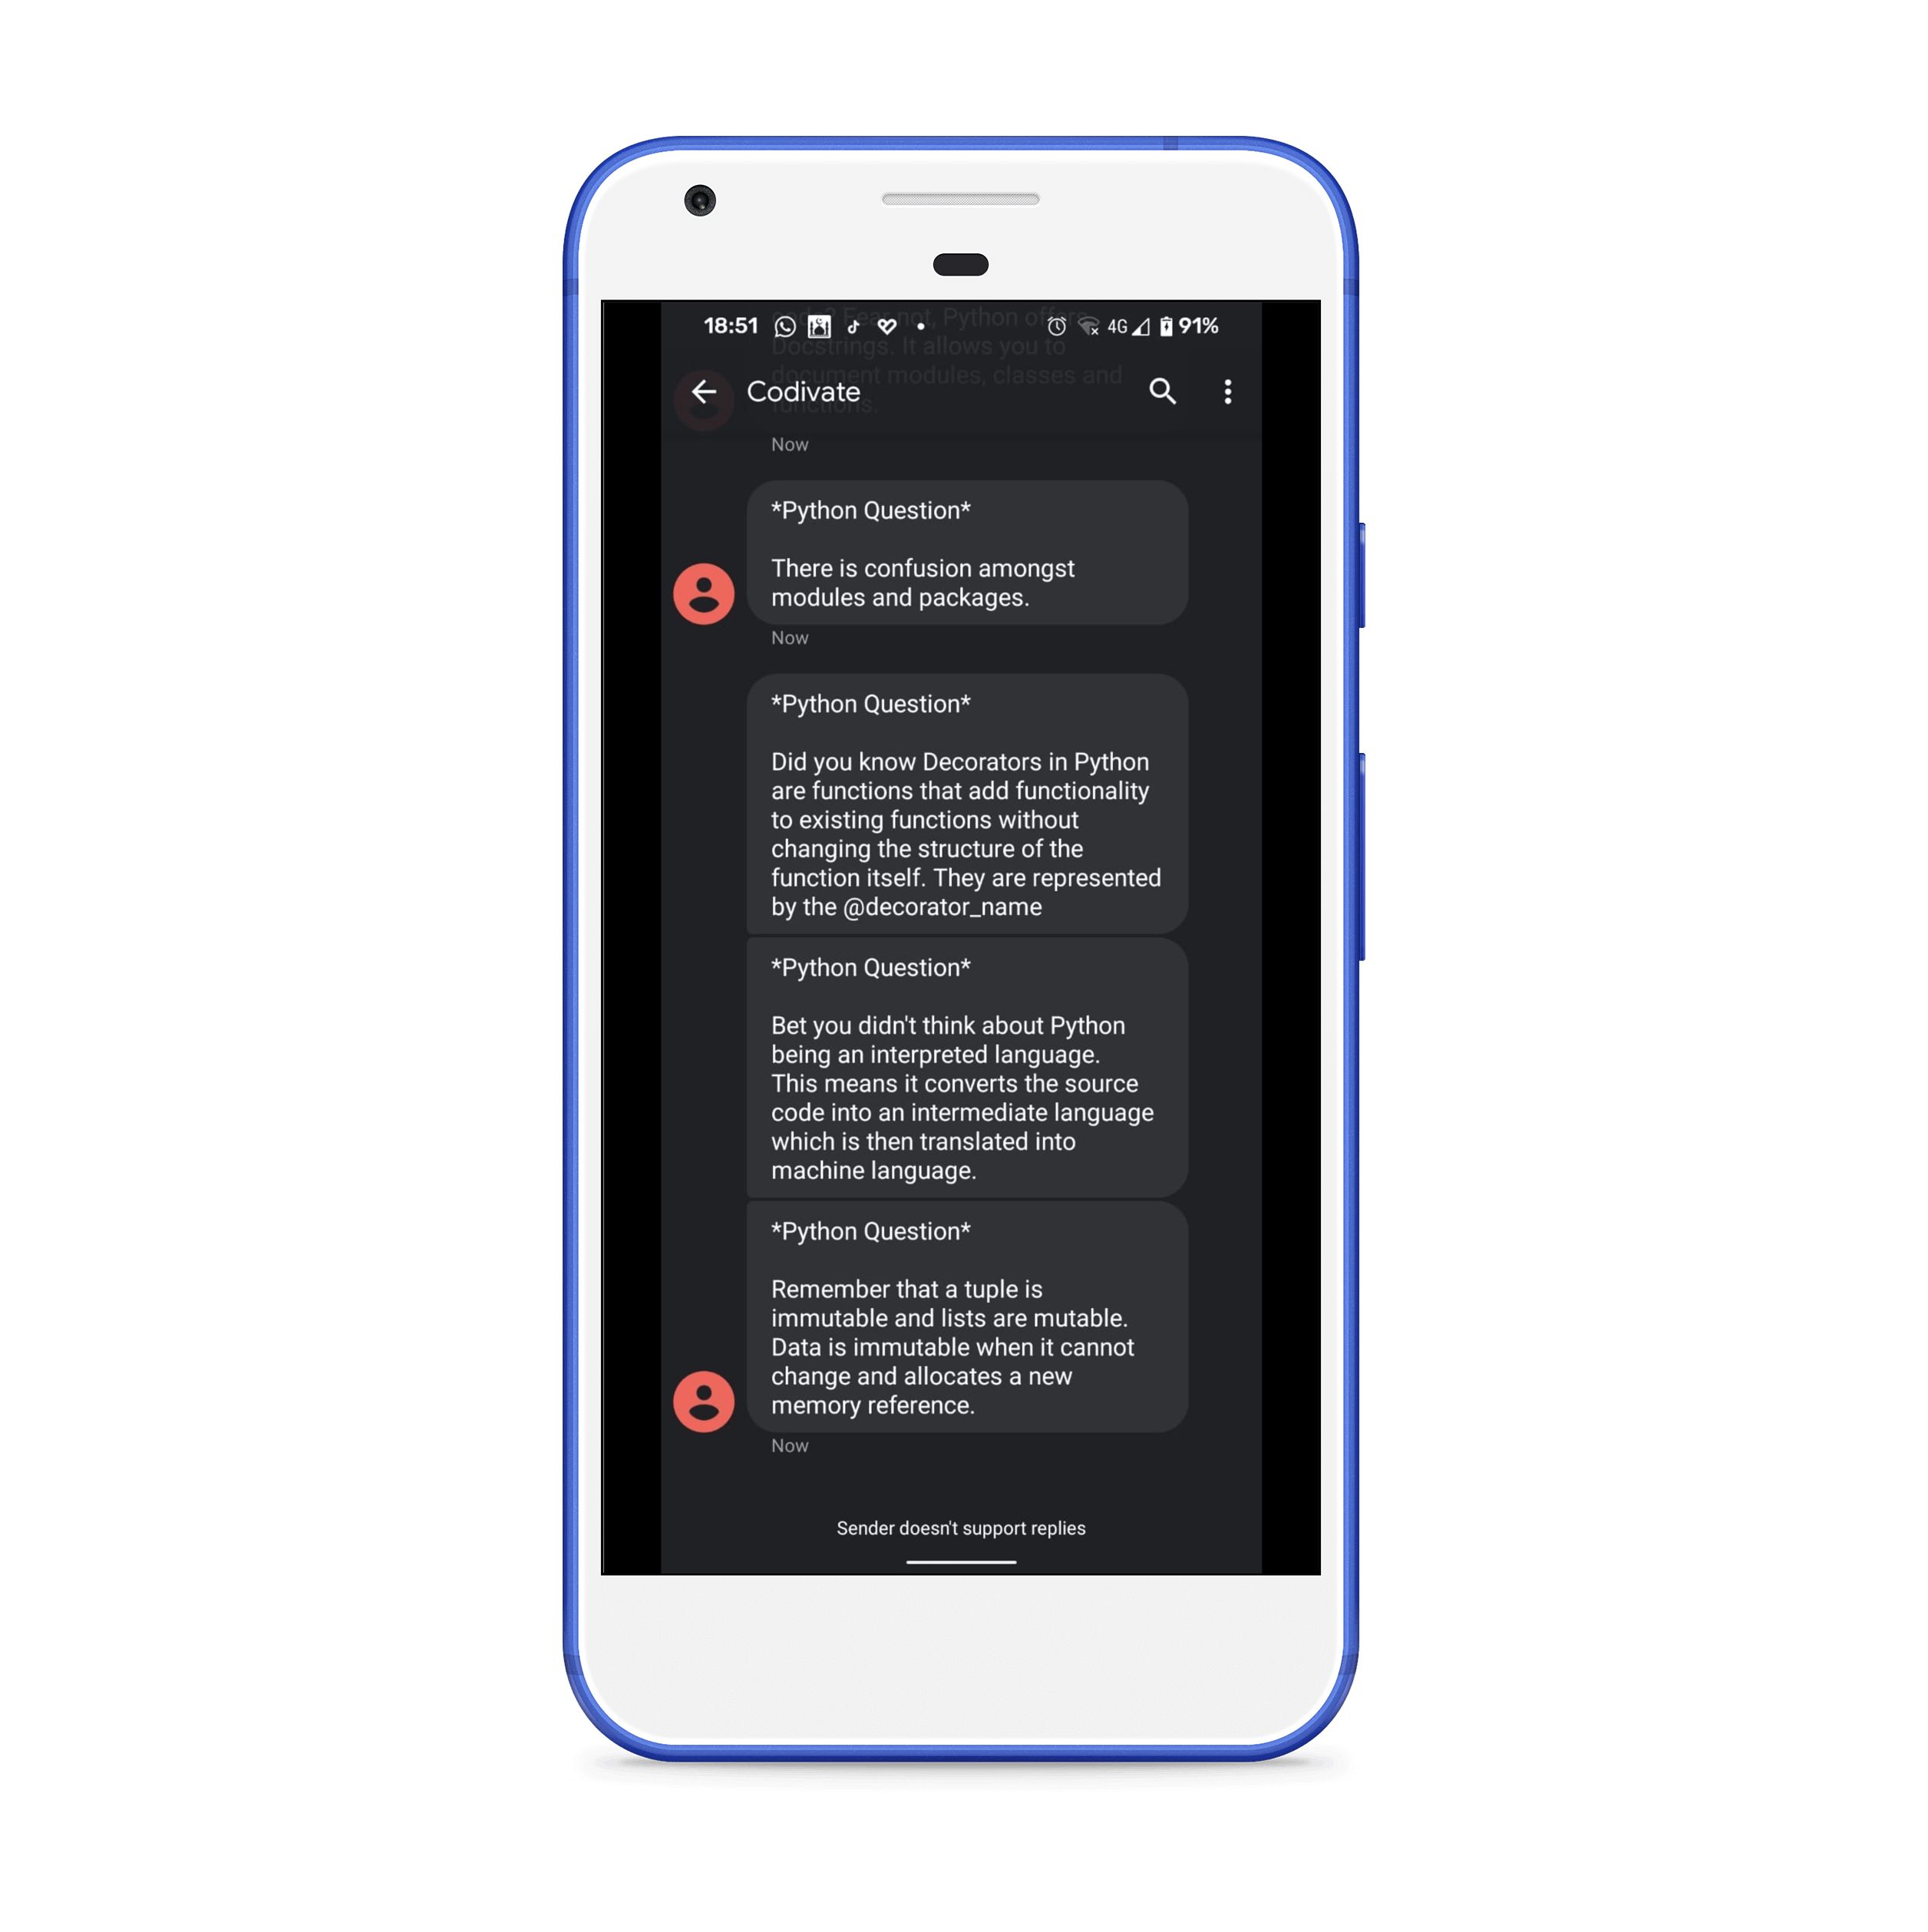 18:51 4G 91%
code? Fear not, Python offers
Docstrings. It allows you to
document modules, classes and
Codivate
functions.
Now
*Python Question*
There is confusion amongst
modules and packages.
Now
*Python Question*
Did you know Decorators in Python
are functions that add functionality
to existing functions without
changing the structure of the
function itself. They are represented
by the @decorator_name
*Python Question*
Bet you didn't think about Python
being an interpreted language.
This means it converts the source
code into an intermediate language
which is then translated into
machine language.
*Python Question*
Remember that a tuple is
immutable and lists are mutable.
Data is immutable when it cannot
change and allocates a new
memory reference.
Now
Sender doesn't support replies